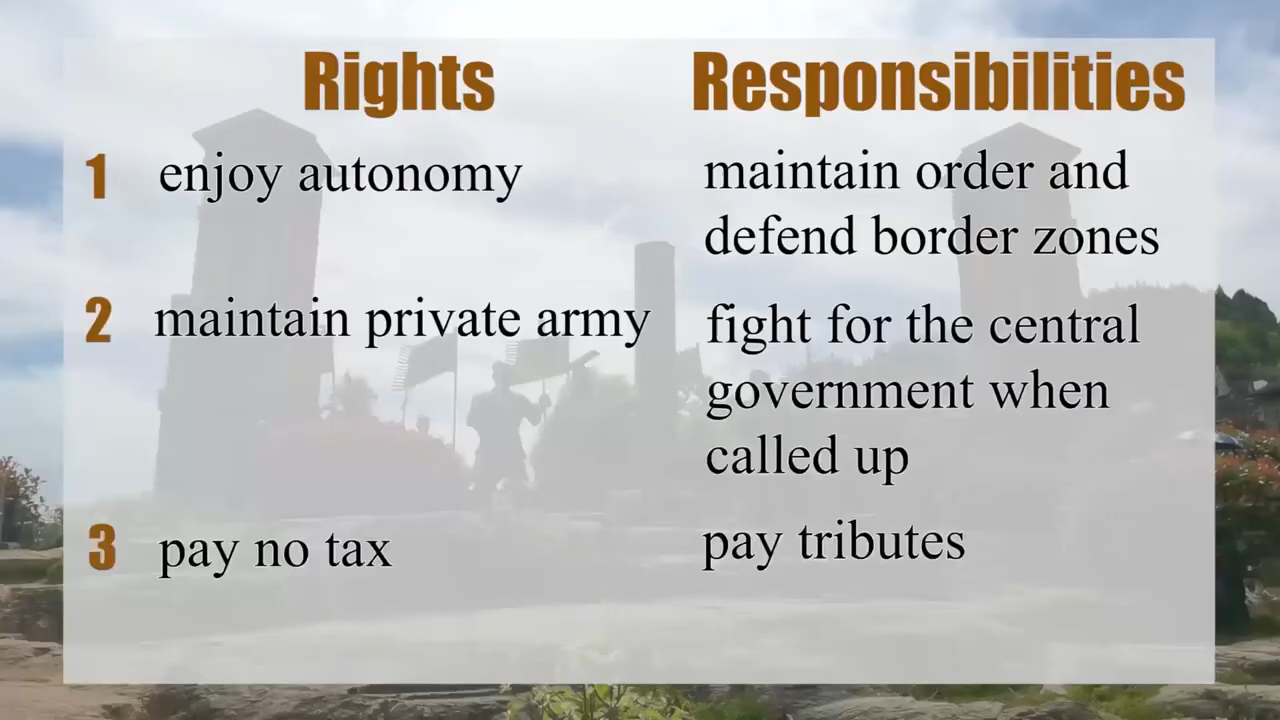 Rights Responsibilities
1 enjoy autonomy maintain order and
defend border zones
2 maintain private army fight for the central
government when
called up
3 pay no tax pay tributes